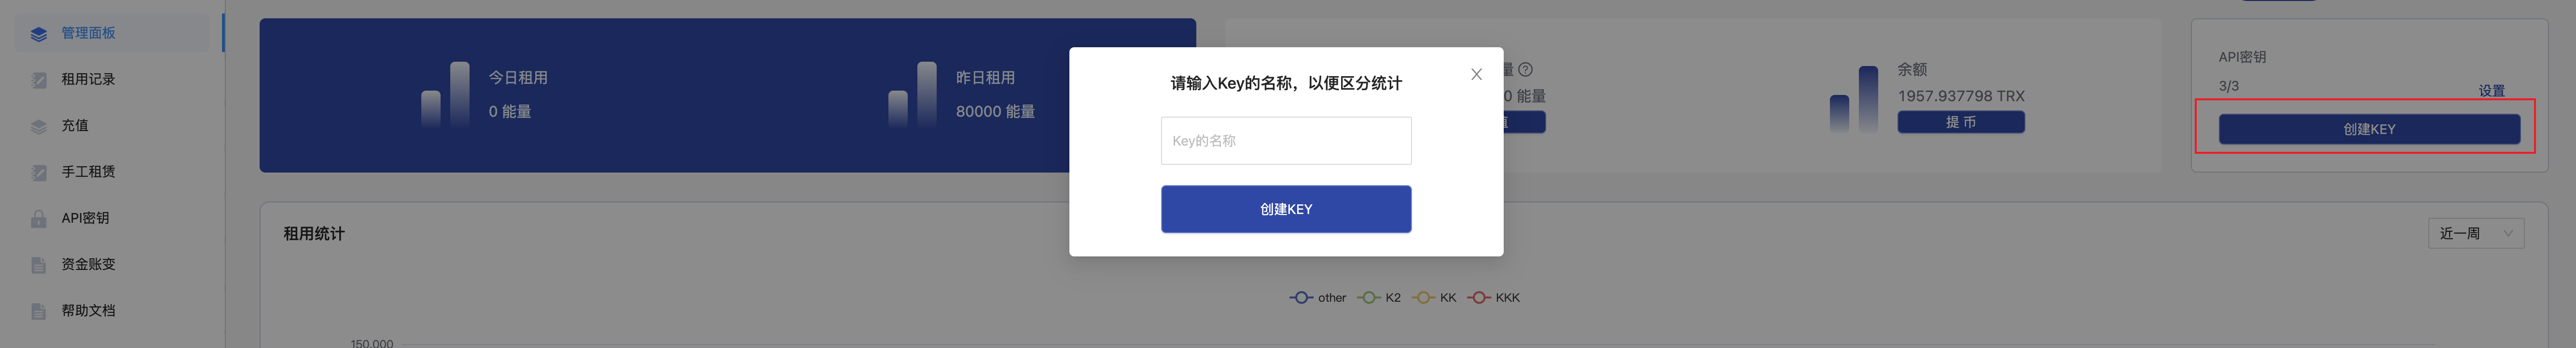 管理面板
租用记录
充值
手工租赁
API密钥
资金账变
帮助文档
今日租用
0 能量
昨日租用
80000 能量
请输入Key的名称，以便区分统计
Key的名称
创建KEY
量
0 能量
余额
1957.937798 TRX
提 币
API密钥
3/3
设置
创建KEY
租用统计
近一周
other K2 KK KKK
150,000